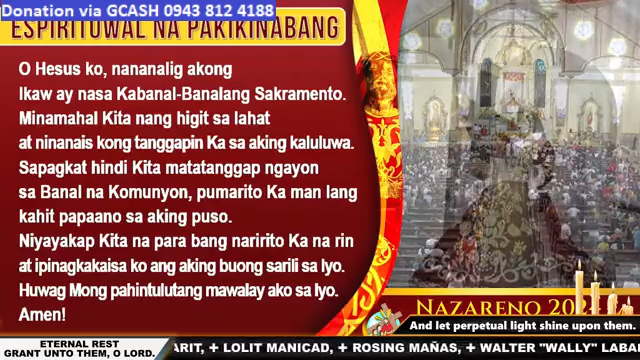 Donation via GCASH 0943 812 4188
ESPIRITUWAL NA PAKIKINABANG
O Hesus ko, nananalig akong
Ikaw ay nasa Kabanal-Banalang Sakramento.
Minamahal Kita nang higit sa lahat
at ninanais kong tanggapin Ka sa aking kaluluwa.
Sapagkat hindi Kita matatanggap ngayon
sa Banal na Komunyon, pumarito Ka man lang
kahit papaano sa aking puso.
Niyayakap Kita na para bang naririto Ka na rin
at ipinagkakaisa ko ang aking buong sarili sa Iyo.
Huwag Mong pahintulutang mawalay ako sa Iyo.
Amen!
NAZARENO
And let perpetual light shine upon them.
ETERNAL REST
GRANT UNTO THEM, O LORD.
ARIT, + LOLIT MANICAD, + ROSING MAÑAS, + WALTER "WALLY" LABA